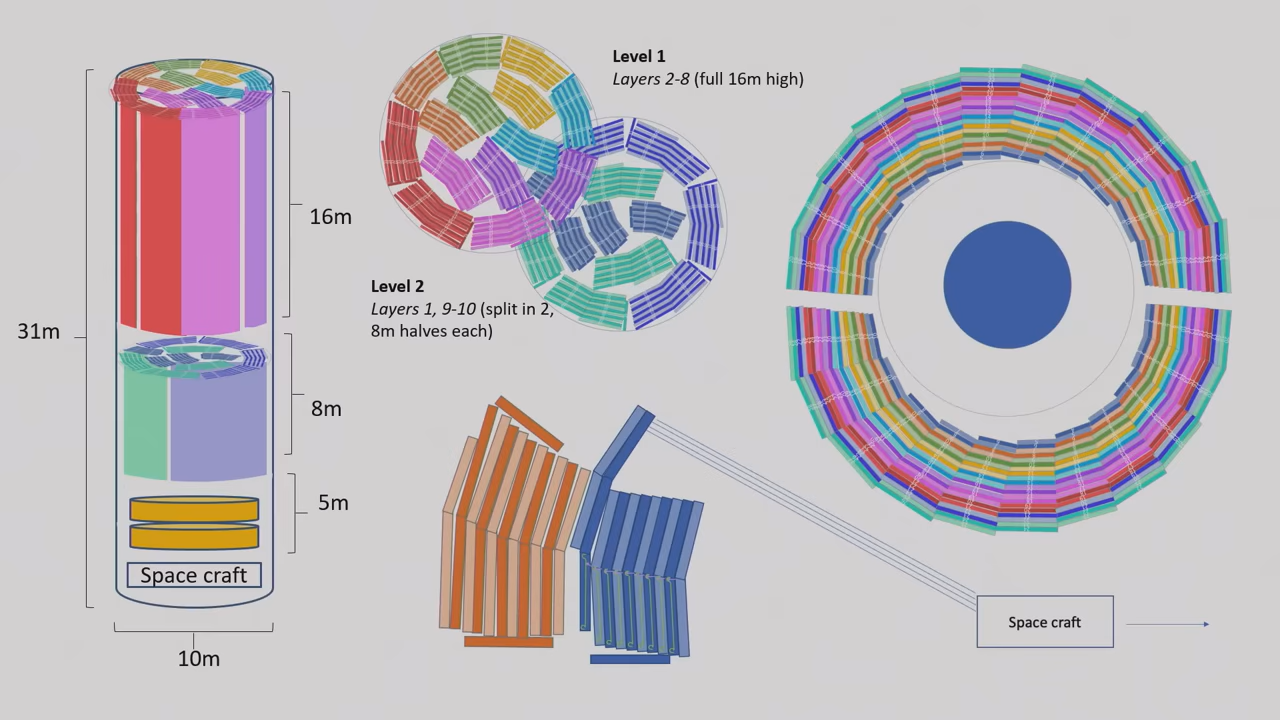 Level 1
Layers 2-8 (full 16m high)
16m
Level 2
Layers 1, 9-10 (split in 2,
8m halves each)
31m
8m
5m
Space craft
10m
Space craft